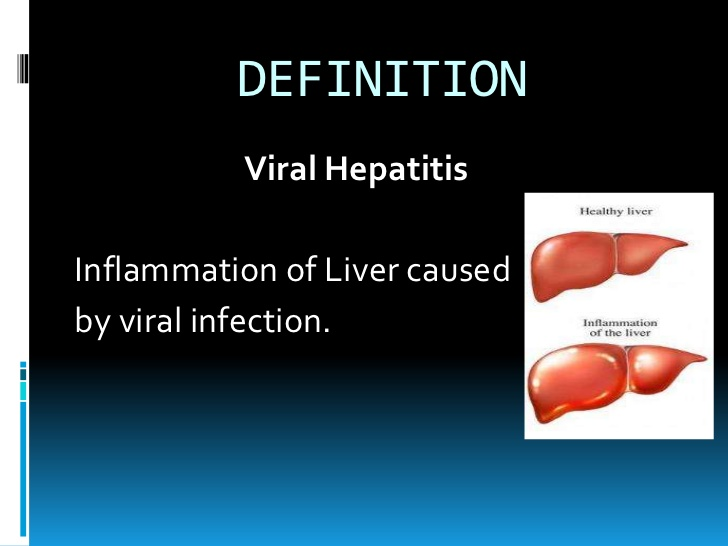 DEFINITION
Viral Hepatitis
Inflammation of Liver caused
by viral infection.
Healthy liver
Inflammation
of the liver